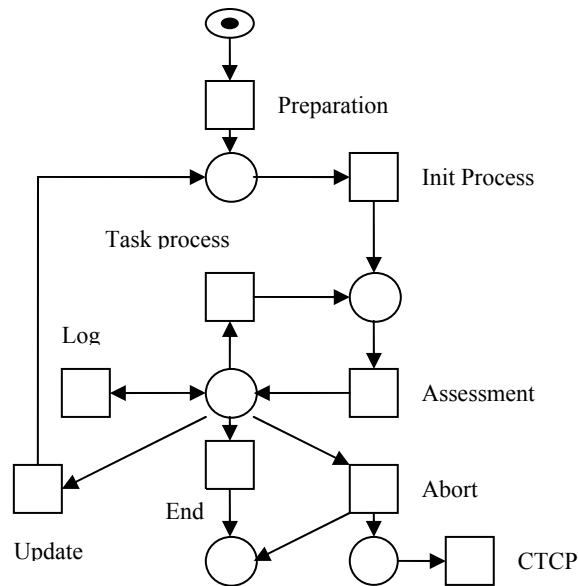 Preparation
Init Process
Task process
Log
Assessment
Abort
End
Update
CTCP